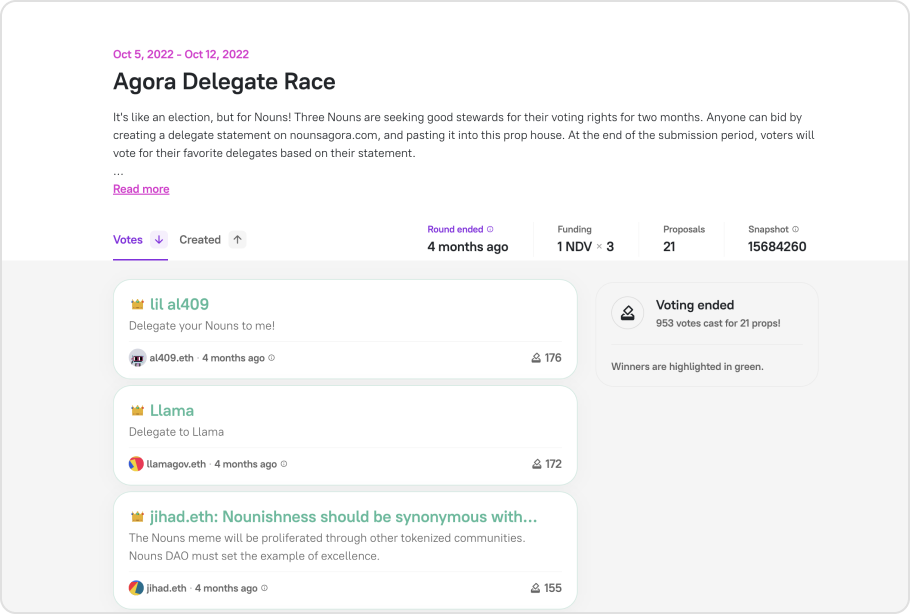 Oct 5, 2022 - Oct 12, 2022
Agora Delegate Race
It's like an election, but for Nouns! Three Nouns are seeking good stewards for their voting rights for two months. Anyone can bid by
creating a delegate statement on nounsagora.com, and pasting it into this prop house. At the end of the submission period, voters will
vote for their favorite delegates based on their statement.
...
Read more
Votes ↓ Created ↑
Round ended
4 months ago
Funding
1 NDV × 3
Proposals
21
Snapshot
15684260
lil al409
Delegate your Nouns to me!
al409.eth · 4 months ago
176
Llama
Delegate to Llama
llamagov.eth · 4 months ago
172
jihad.eth: Nounishness should be synonymous with...
The Nouns meme will be proliferated through other tokenized communities.
Nouns DAO must set the example of excellence.
jihad.eth · 4 months ago
155
Voting ended
953 votes cast for 21 props!
Winners are highlighted in green.